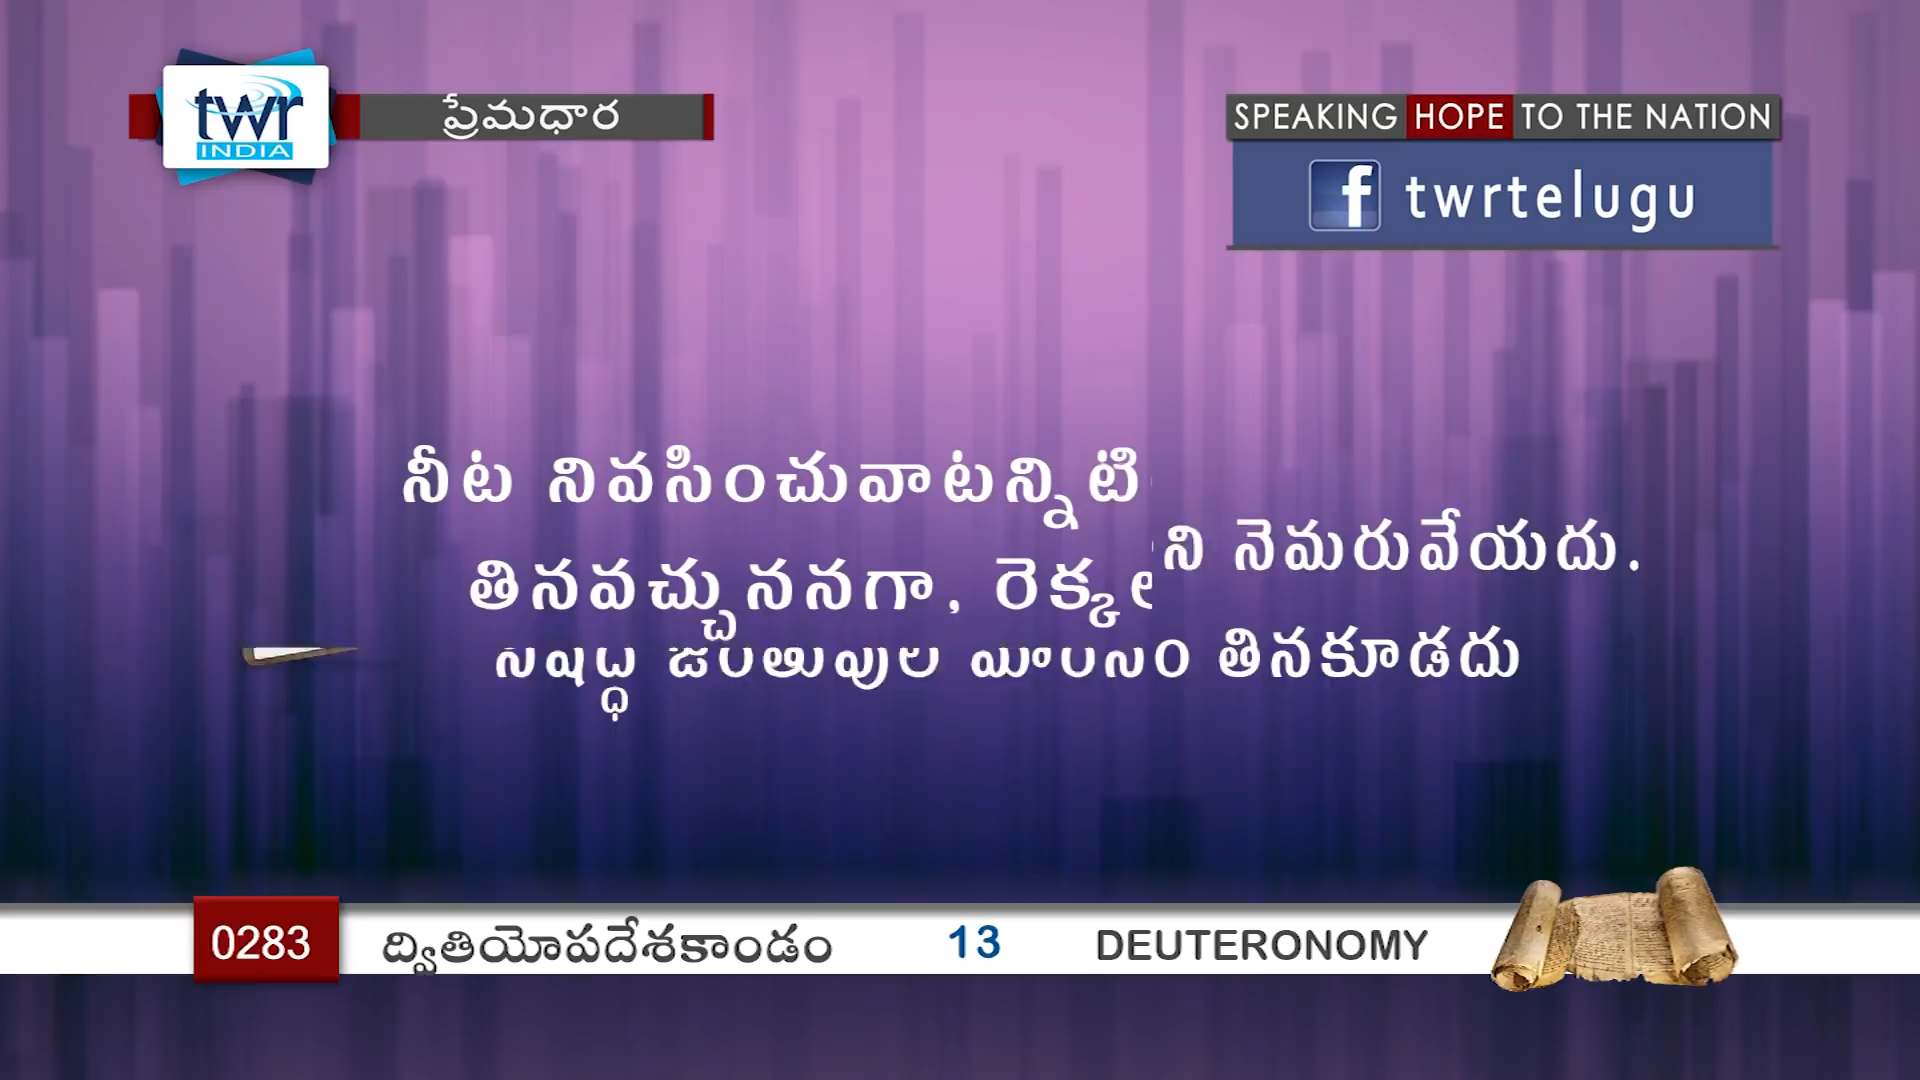 twr
INDIA
ప్రేమధార
SPEAKING HOPE TO THE NATION
f twrtelugu
నీట నివసించువాటన్నిటి
ని నెమరువేయదు.
తినవచ్చుననగా, రెక్క
జంతువుల మాంసం తినకూడదు
0283 ద్వితియోపదేశకాండం 13 DEUTERONOMY